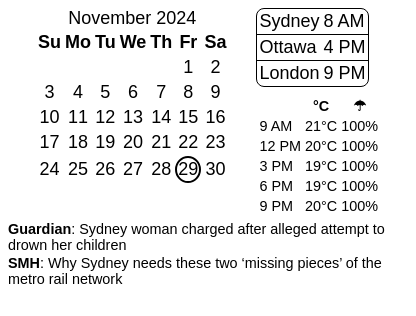 November 2024
Su Mo Tu We Th Fr Sa
1 2
3 4 5 6 7 8 9
10 11 12 13 14 15 16
17 18 19 20 21 22 23
24 25 26 27 28 29 30
Sydney 8 AM
Ottawa 4 PM
London 9 PM
°C ☂
9 AM 21°C 100%
12 PM 20°C 100%
3 PM 19°C 100%
6 PM 19°C 100%
9 PM 20°C 100%
Guardian: Sydney woman charged after alleged attempt to
drown her children
SMH: Why Sydney needs these two ‘missing pieces’ of the
metro rail network